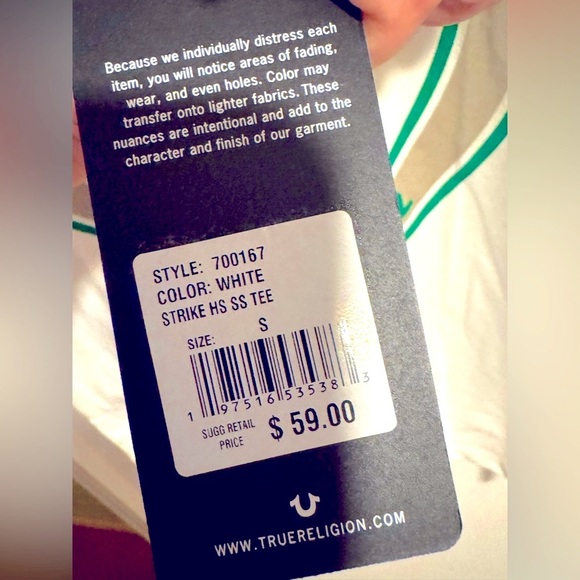 Because we individually distress each
item, you will notice areas of fading,
wear, and even holes. Color may
transfer onto lighter fabrics. These
nuances are intentional and add to the
character and finish of our garment.
STYLE: 700167
COLOR: WHITE
STRIKE HS SS TEE
SIZE: S
1 97516 53538 3
SUGG RETAIL
PRICE
$ 59.00
WWW.TRUERELIGION.COM